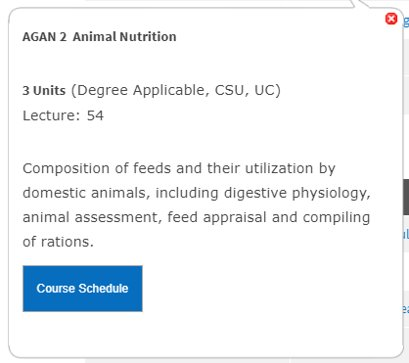 AGAN 2 Animal Nutrition
3 Units (Degree Applicable, CSU, UC)
Lecture: 54
Composition of feeds and their utilization by
domestic animals, including digestive physiology,
animal assessment, feed appraisal and compiling
of rations.
Course Schedule